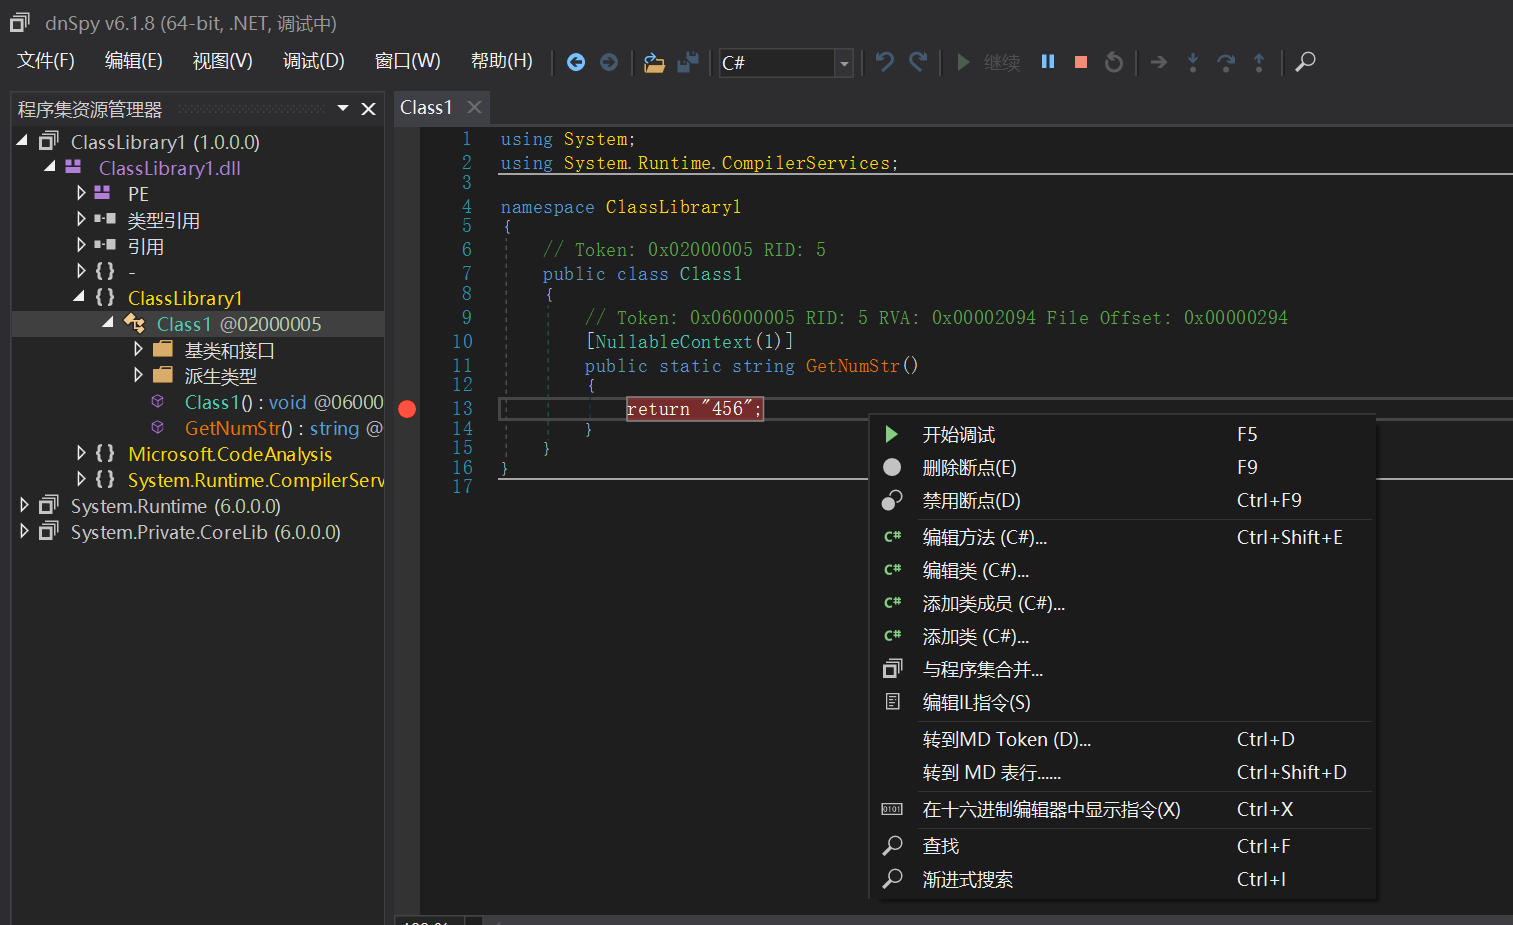 dnSpy v6.1.8 (64-bit, .NET, 调试中)
文件(F) 编辑(E) 视图(V) 调试(D) 窗口(W) 帮助(H) C# 继续
程序集资源管理器
ClassLibrary1 (1.0.0.0)
ClassLibrary1.dll
PE
类型引用
引用
{ } -
{ } ClassLibrary1
Class1 @02000005
基类和接口
派生类型
Class1() : void @06000
GetNumStr() : string @
{ } Microsoft.CodeAnalysis
{ } System.Runtime.CompilerServ
System.Runtime (6.0.0.0)
System.Private.CoreLib (6.0.0.0)
Class1
1 using System;
2 using System.Runtime.CompilerServices;
3
4 namespace ClassLibrary1
5 {
6 // Token: 0x02000005 RID: 5
7 public class Class1
8 {
9 // Token: 0x06000005 RID: 5 RVA: 0x00002094 File Offset: 0x00000294
10 [NullableContext(1)]
11 public static string GetNumStr()
12 {
13 return "456";
14 }
15 }
16 }
17
开始调试 F5
删除断点(E) F9
禁用断点(D) Ctrl+F9
C# 编辑方法 (C#)... Ctrl+Shift+E
C# 编辑类 (C#)...
C# 添加类成员 (C#)...
C# 添加类 (C#)...
与程序集合并...
编辑IL指令(S)
转到MD Token (D)... Ctrl+D
转到 MD 表行...... Ctrl+Shift+D
在十六进制编辑器中显示指令(X) Ctrl+X
查找 Ctrl+F
渐进式搜索 Ctrl+I